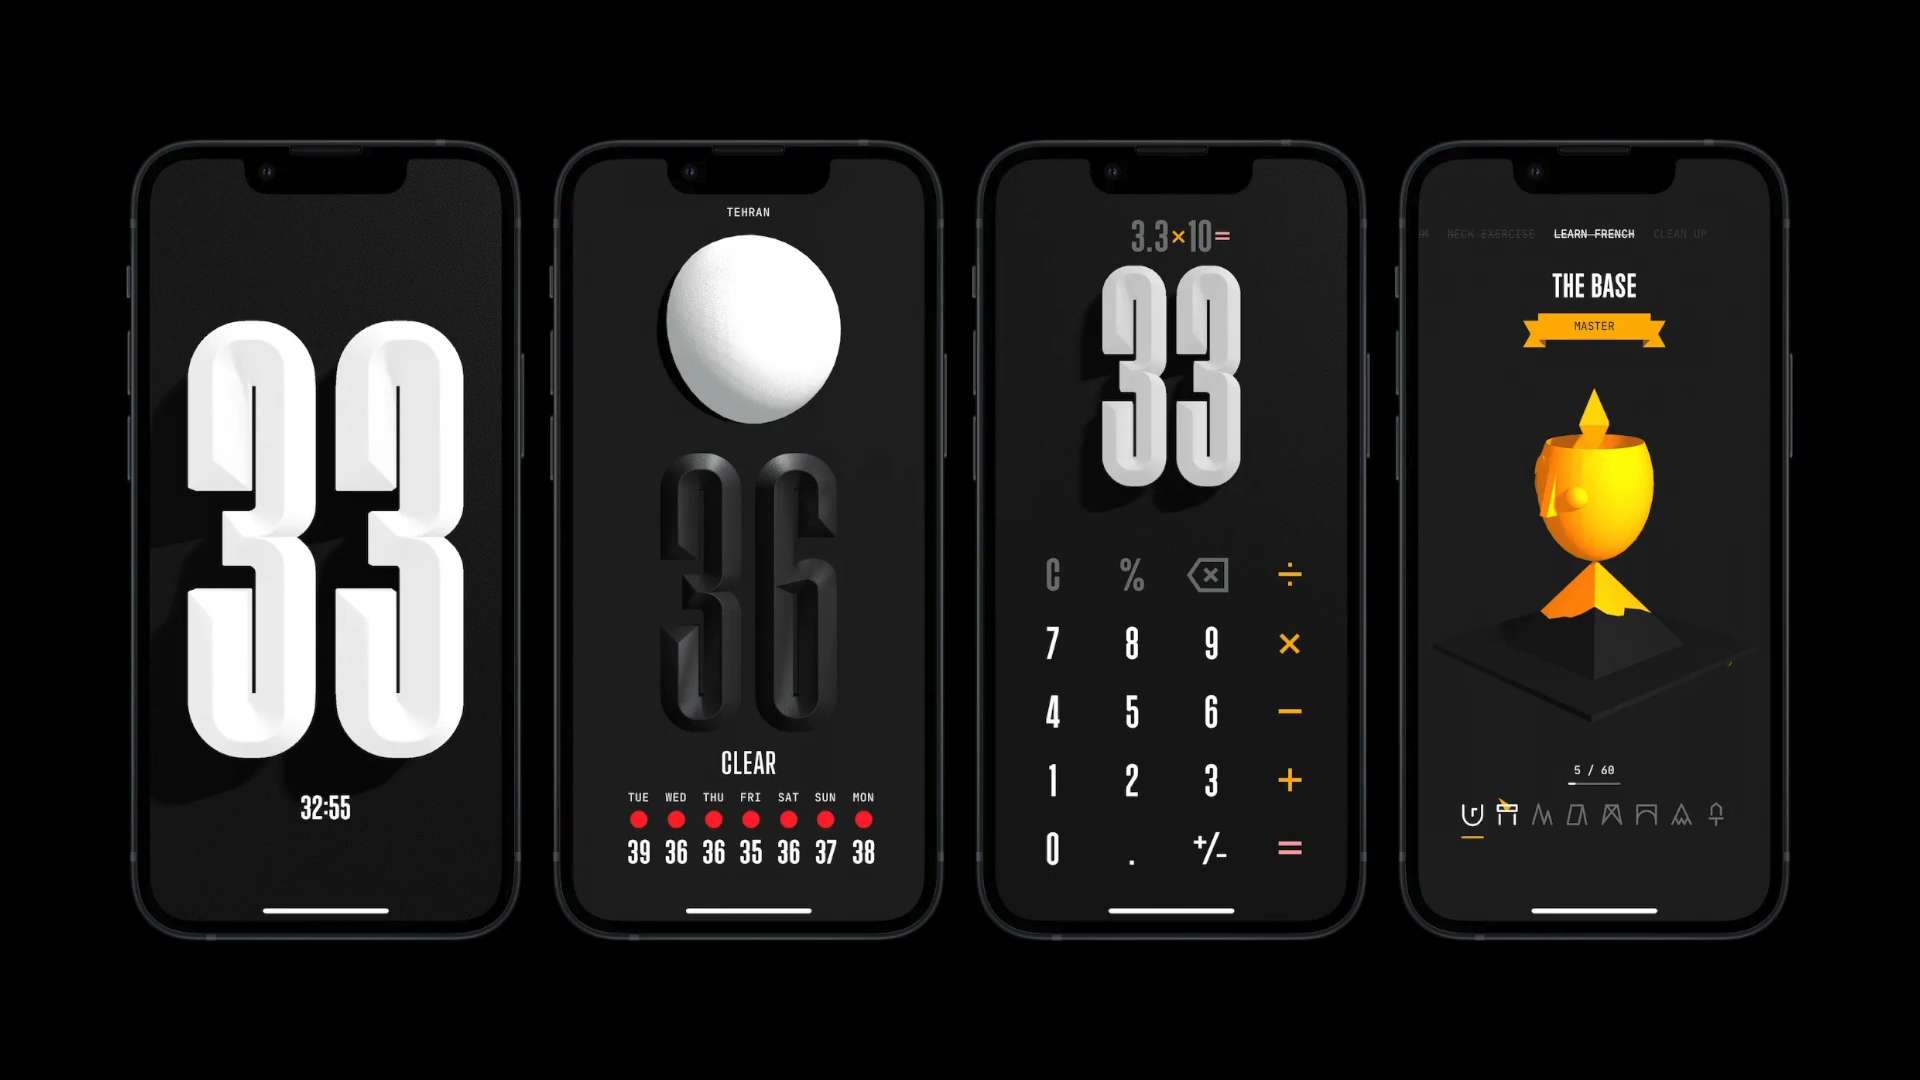 33
32:55
TEHRAN
36
CLEAR
TUE WED THU FRI SAT SUN MON
39 36 36 35 36 37 38
3.3×10=
33
C % ÷
7 8 9 ×
4 5 6 −
1 2 3 +
0 . +/- =
NECK EXERCISE LEARN FRENCH CLEAN UP
THE BASE
MASTER
5 / 60